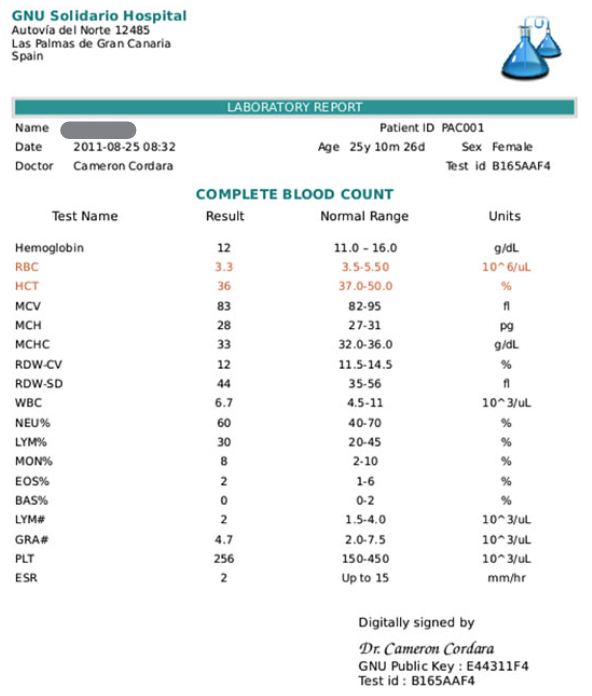 GNU Solidario Hospital
Autovía del Norte 12485
Las Palmas de Gran Canaria
Spain
LABORATORY REPORT
Name Patient ID PAC001
Date 2011-08-25 08:32 Age 25y 10m 26d Sex Female
Doctor Cameron Cordara Test id B165AAF4
COMPLETE BLOOD COUNT
Test Name Result Normal Range Units
Hemoglobin 12 11.0 – 16.0 g/dL
RBC 3.3 3.5-5.50 10^6/uL
HCT 36 37.0-50.0 %
MCV 83 82-95 fl
MCH 28 27-31 pg
MCHC 33 32.0-36.0 g/dL
RDW-CV 12 11.5-14.5 %
RDW-SD 44 35-56 fl
WBC 6.7 4.5-11 10^3/uL
NEU% 60 40-70 %
LYM% 30 20-45 %
MON% 8 2-10 %
EOS% 2 1-6 %
BAS% 0 0-2 %
LYM# 2 1.5-4.0 10^3/uL
GRA# 4.7 2.0-7.5 10^3/uL
PLT 256 150-450 10^3/uL
ESR 2 Up to 15 mm/hr
Digitally signed by
Dr. Cameron Cordara
GNU Public Key : E44311F4
Test id : B165AAF4